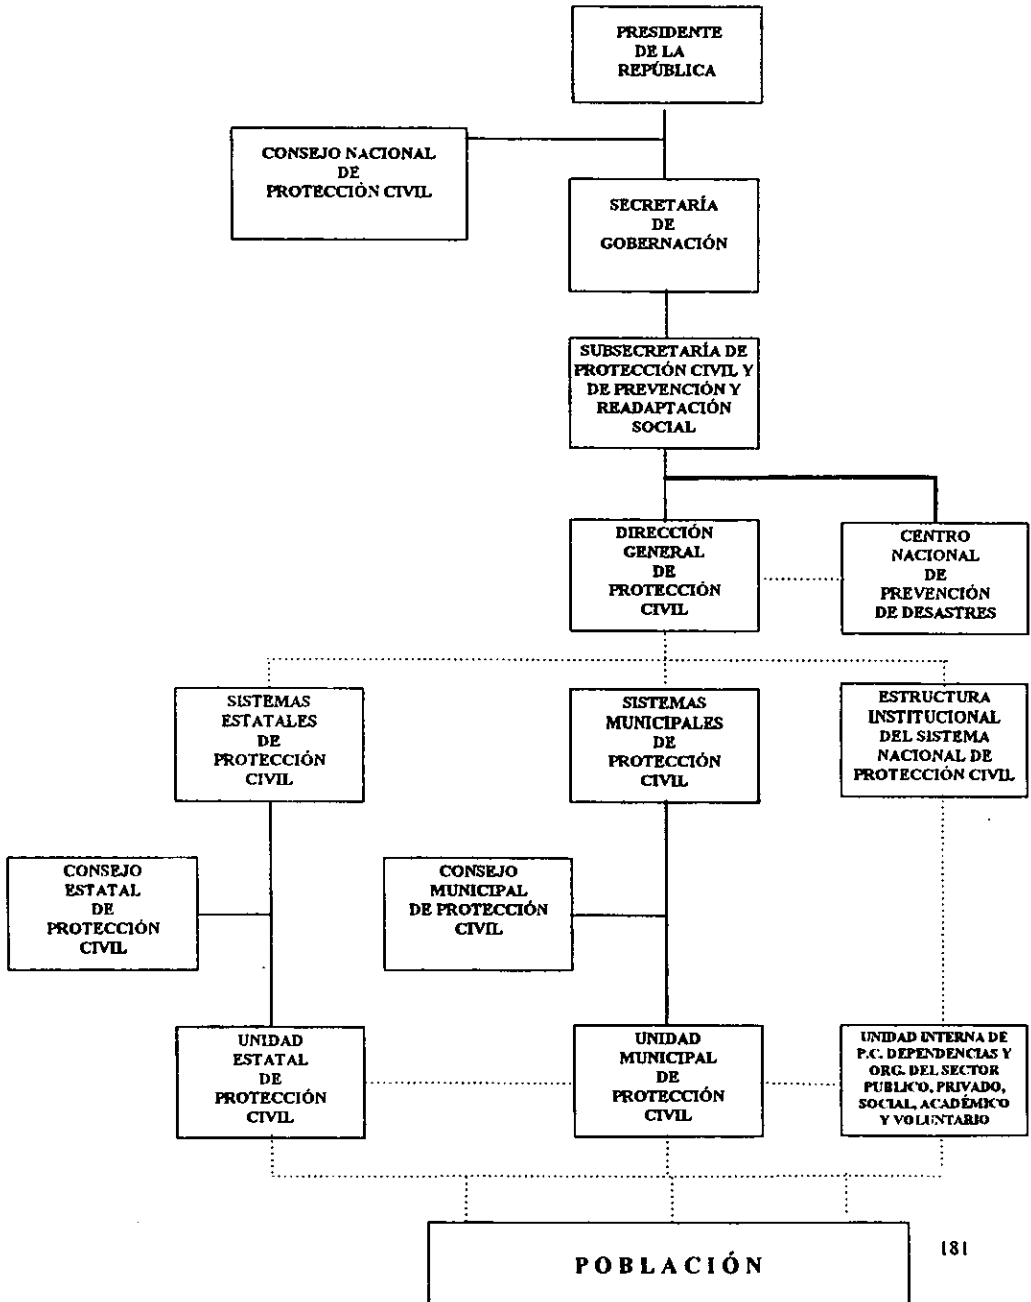 PRESIDENTE
DE LA
REPÚBLICA
CONSEJO NACIONAL
DE
PROTECCIÓN CIVIL
SECRETARÍA
DE
GOBERNACIÓN
SUBSECRETARÍA DE
PROTECCIÓN CIVIL Y
DE PREVENCIÓN Y
READAPTACIÓN
SOCIAL
DIRECCIÓN
GENERAL
DE
PROTECCIÓN
CIVIL
CENTRO
NACIONAL
DE
PREVENCIÓN
DE DESASTRES
SISTEMAS
ESTATALES
DE
PROTECCIÓN
CIVIL
SISTEMAS
MUNICIPALES
DE
PROTECCIÓN
CIVIL
ESTRUCTURA
INSTITUCIONAL
DEL SISTEMA
NACIONAL DE
PROTECCIÓN CIVIL
CONSEJO
ESTATAL
DE
PROTECCIÓN
CIVIL
CONSEJO
MUNICIPAL
DE PROTECCIÓN
CIVIL
UNIDAD
ESTATAL
DE
PROTECCIÓN
CIVIL
UNIDAD
MUNICIPAL
DE
PROTECCIÓN
CIVIL
UNIDAD INTERNA DE
P.C. DEPENDENCIAS Y
ORG. DEL SECTOR
PUBLICO, PRIVADO,
SOCIAL, ACADÉMICO
Y VOLUNTARIO
POBLACIÓN
181